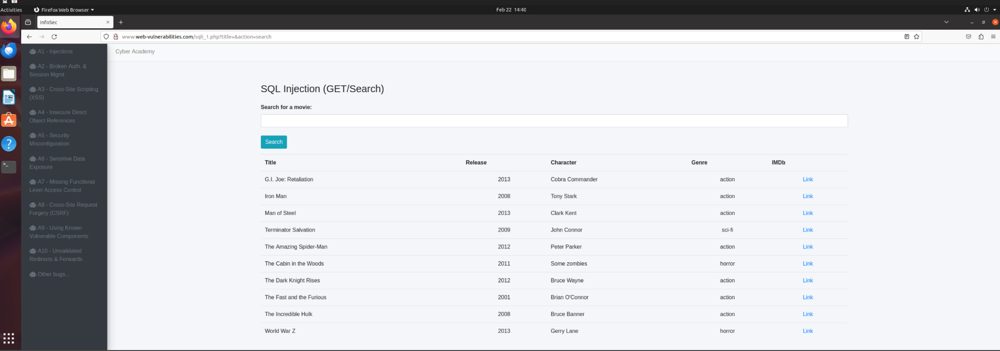 Activities Firefox Web Browser Feb 22 14:40
InfoSec
www.web-vulnerabilities.com/sqli_1.php?title=&action=search
A1 - Injections
A2 - Broken Auth. &
Session Mgmt
A3 - Cross-Site Scripting
(XSS)
A4 - Insecure Direct
Object References
A5 - Security
Misconfiguration
A6 - Sensitive Data
Exposure
A7 - Missing Functional
Level Access Control
A8 - Cross-Site Request
Forgery (CSRF)
A9 - Using Known
Vulnerable Components
A10 - Unvalidated
Redirects & Forwards
Other bugs...
Cyber Academy
SQL Injection (GET/Search)
Search for a movie:
Search
Title Release Character Genre IMDb
G.I. Joe: Retaliation 2013 Cobra Commander action Link
Iron Man 2008 Tony Stark action Link
Man of Steel 2013 Clark Kent action Link
Terminator Salvation 2009 John Connor sci-fi Link
The Amazing Spider-Man 2012 Peter Parker action Link
The Cabin in the Woods 2011 Some zombies horror Link
The Dark Knight Rises 2012 Bruce Wayne action Link
The Fast and the Furious 2001 Brian O'Connor action Link
The Incredible Hulk 2008 Bruce Banner action Link
World War Z 2013 Gerry Lane horror Link